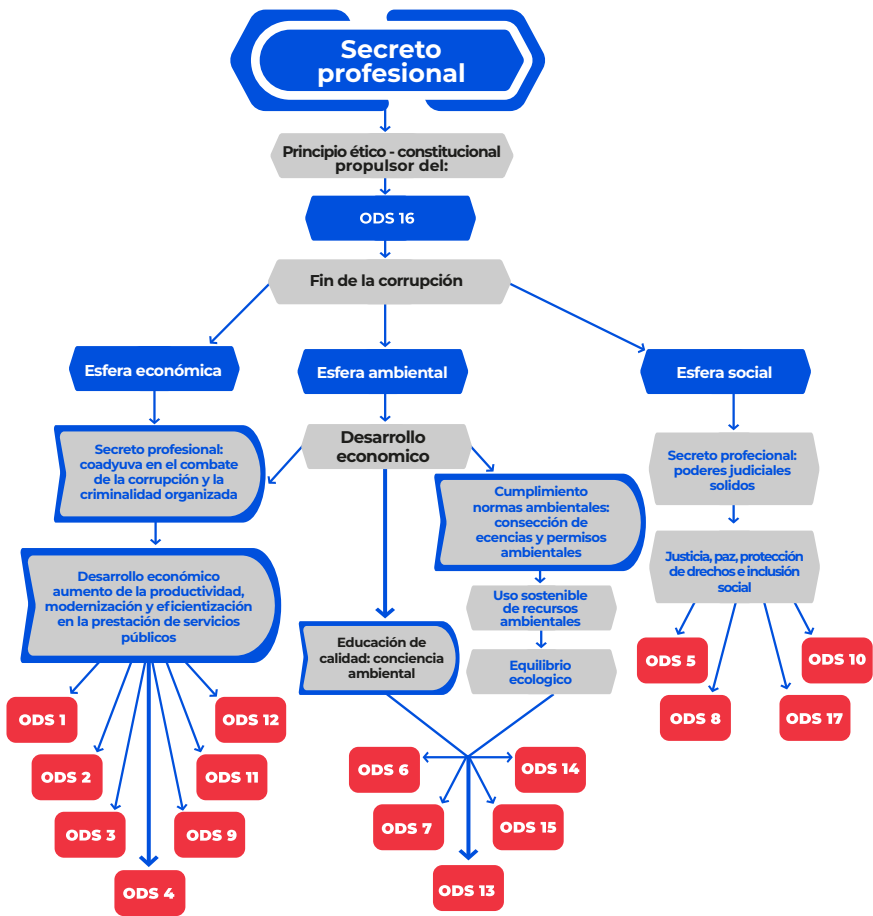 Secreto
profesional
Principio ético - constitucional
propulsor del:
ODS 16
Fin de la corrupción
Esfera económica
Esfera ambiental
Esfera social
Secreto profesional:
coadyuva en el combate
de la corrupción y la
criminalidad organizada
Desarrollo
economico
Cumplimiento
normas ambientales:
consección de
ecencias y permisos
ambientales
Secreto profecional:
poderes judiciales
solidos
Desarrollo económico
aumento de la productividad,
modernización y eficientización
en la prestación de servicios
públicos
Educación de
calidad: conciencia
ambiental
Uso sostenible
de recursos
ambientales
Equilibrio
ecologico
Justicia, paz, protección
de drechos e inclusión
social
ODS 1
ODS 2
ODS 3
ODS 4
ODS 9
ODS 11
ODS 12
ODS 6
ODS 7
ODS 13
ODS 15
ODS 14
ODS 5
ODS 8
ODS 17
ODS 10